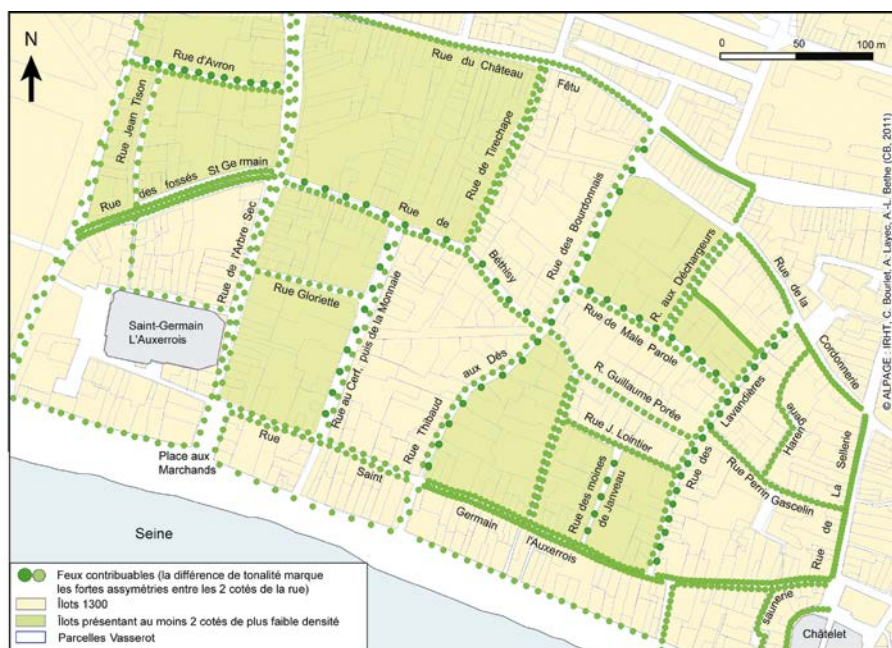 N
0 50 100 m
Rue d'Avron
Rue du Château
Fêtu
Rue Jean Tison
Rue de Tirechape
Rue des fossés St Germain
Rue des Bourdonnais
Rue de l'Arbre Sec
Rue de
Béthisy
R. aux Déchargeurs
Rue de la
Cordonnerie
Rue Gloriette
Rue au Cerf, puis de la Monnaie
Rue de Male Parole
Saint-Germain
L'Auxerrois
Rue Thibaud
aux Dés
R. Guillaume Porée
Rue des
Lavandières
Haren
gerie
Rue J. Lointier
Rue Perrin Gascelin
Rue de
La Sellerie
Place aux
Marchands
Rue
Saint
Germain
l'Auxerrois
Rue des moines
de Janveau
Seine
saunerie
Châtelet
Feux contribuables (la différence de tonalité marque
les fortes assymétries entre les 2 cotés de la rue)
Îlots 1300
Îlots présentant au moins 2 cotés de plus faible densité
Parcelles Vasserot
© ALPAGE : IRHT, C. Bourlet, A. Layes, A.-L. Bethe (CB, 2011)